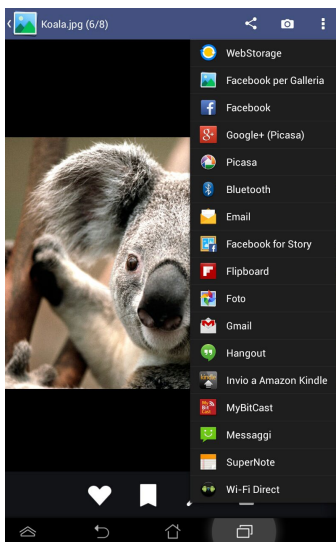 Koala.jpg (6/8)
WebStorage
Facebook per Galleria
Facebook
Google+ (Picasa)
Picasa
Bluetooth
Email
Facebook for Story
Flipboard
Foto
Gmail
Hangout
Invio a Amazon Kindle
MyBitCast
Messaggi
SuperNote
Wi-Fi Direct